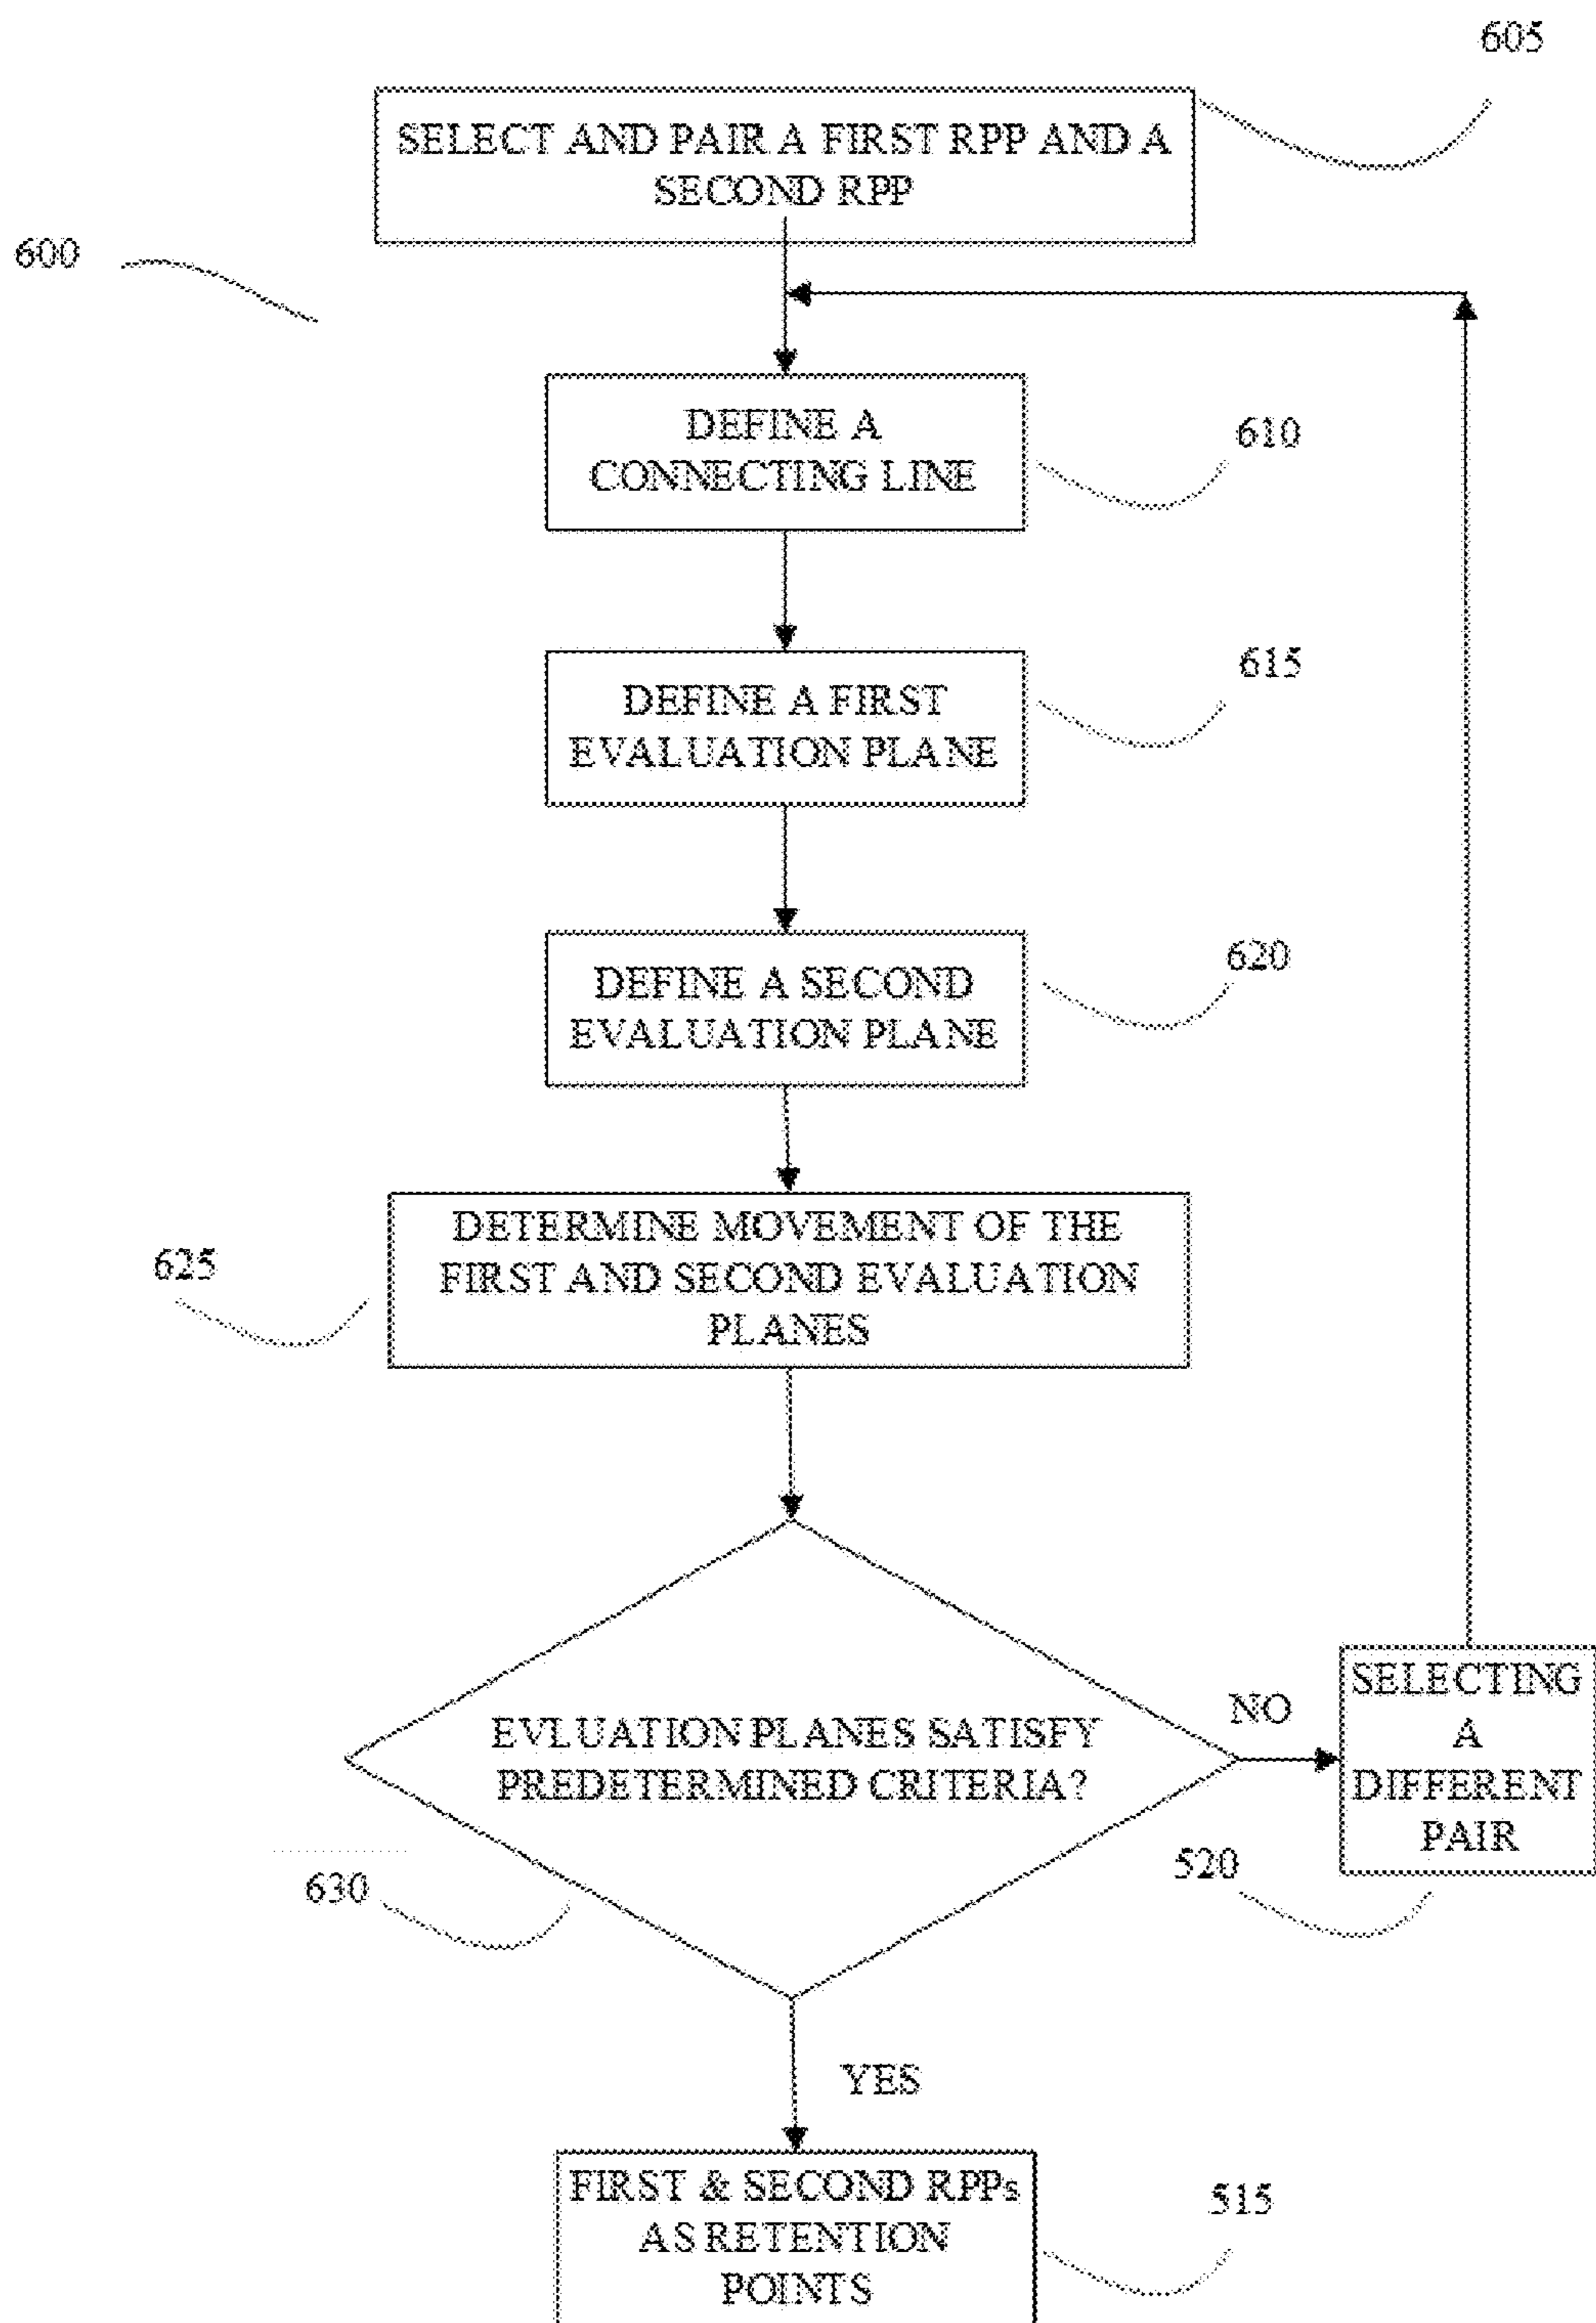 605
SELECT AND PAIR A FIRST RPP AND A
SECOND RPP
600
DEFINE A
CONNECTING LINE
610
DEFINE A FIRST
EVALUATION PLANE
615
DEFINE A SECOND
EVALUATION PLANE
620
DETERMINE MOVEMENT OF THE
FIRST AND SECOND EVALUATION
PLANES
625
EVLUATION PLANES SATISFY
PREDETERMINED CRITERIA?
630
NO
SELECTING
A
DIFFERENT
PAIR
520
YES
FIRST & SECOND RPPs
AS RETENTION
POINTS
515